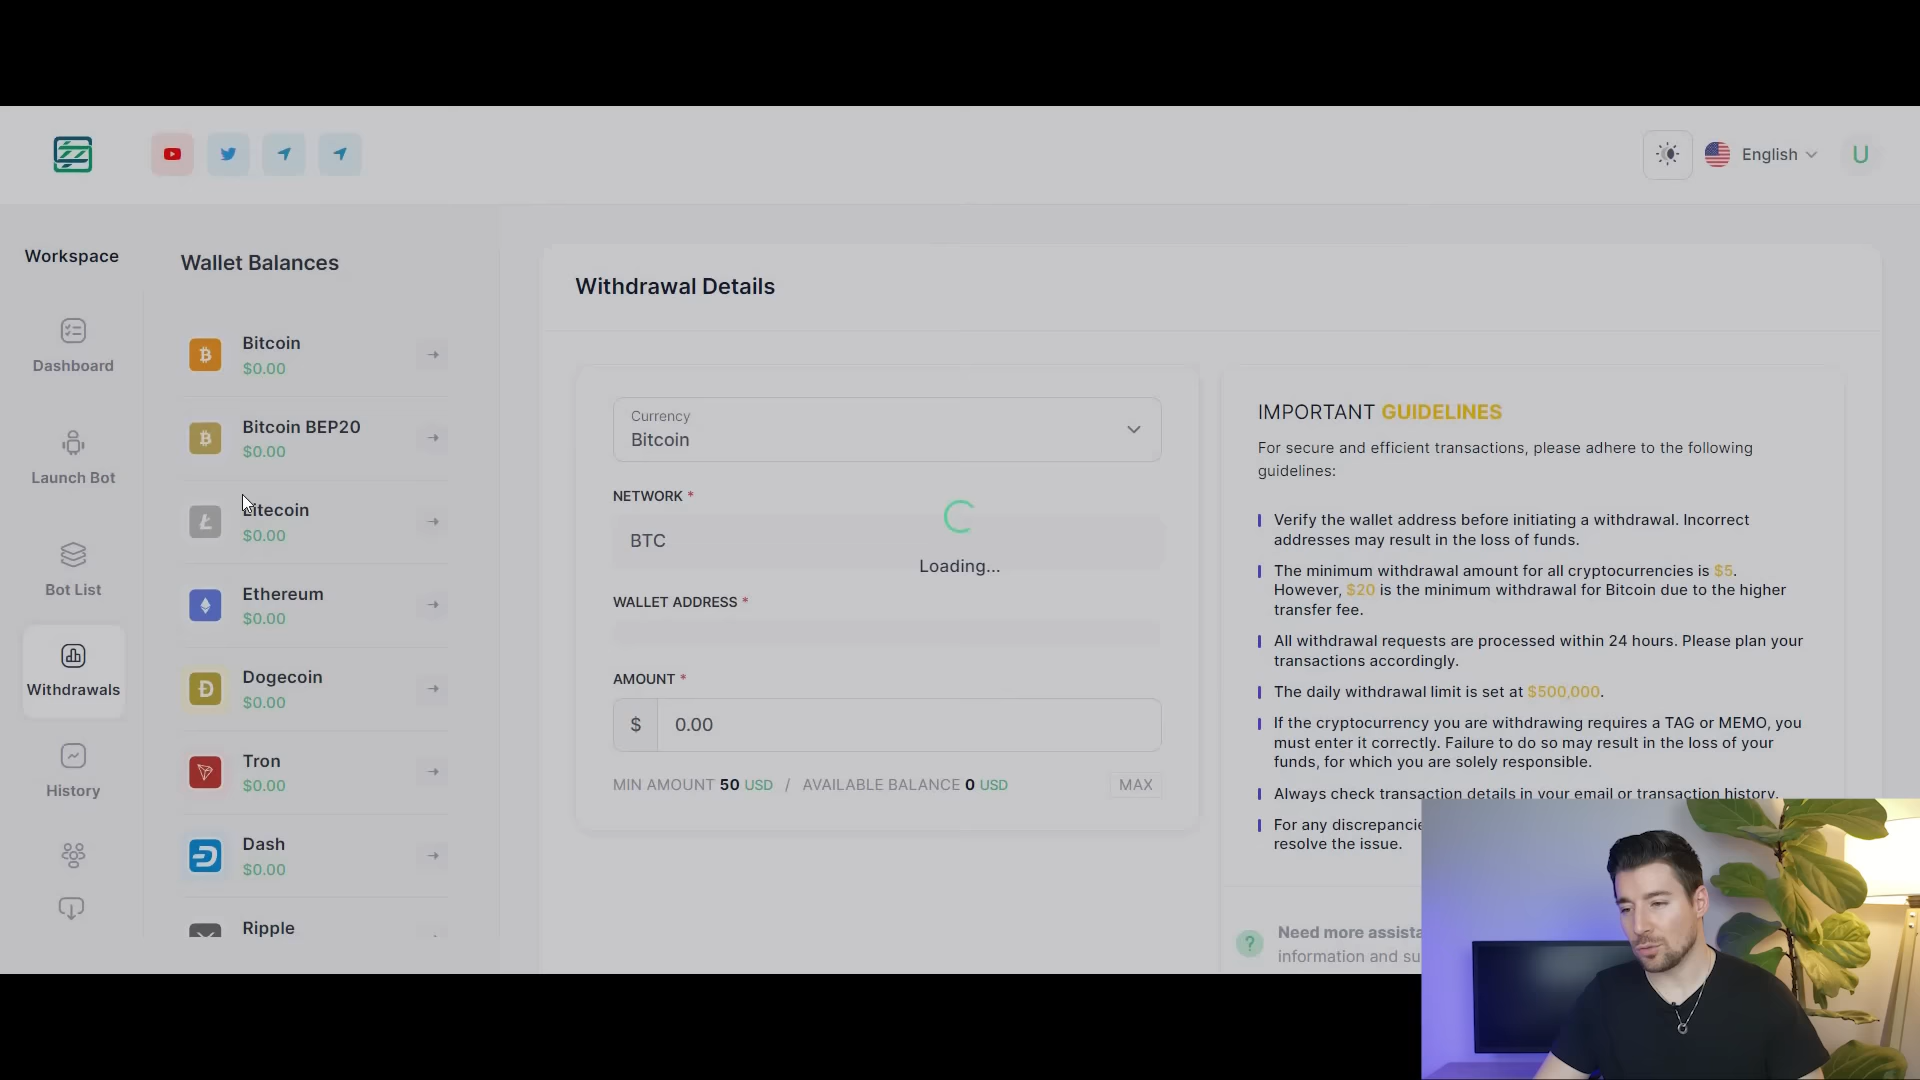 English
U
Workspace
Dashboard
Launch Bot
Bot List
Withdrawals
History
Wallet Balances
Bitcoin
$0.00
Bitcoin BEP20
$0.00
Litecoin
$0.00
Ethereum
$0.00
Dogecoin
$0.00
Tron
$0.00
Dash
$0.00
Ripple
Withdrawal Details
Currency
Bitcoin
NETWORK *
BTC
Loading...
WALLET ADDRESS *
AMOUNT *
$ 0.00
MIN AMOUNT 50 USD / AVAILABLE BALANCE 0 USD MAX
IMPORTANT GUIDELINES
For secure and efficient transactions, please adhere to the following
guidelines:
Verify the wallet address before initiating a withdrawal. Incorrect
addresses may result in the loss of funds.
The minimum withdrawal amount for all cryptocurrencies is $5.
However, $20 is the minimum withdrawal for Bitcoin due to the higher
transfer fee.
All withdrawal requests are processed within 24 hours. Please plan your
transactions accordingly.
The daily withdrawal limit is set at $500,000.
If the cryptocurrency you are withdrawing requires a TAG or MEMO, you
must enter it correctly. Failure to do so may result in the loss of your
funds, for which you are solely responsible.
Always check transaction details in your email or transaction history.
For any
resolve the issue.
? Need more
information and